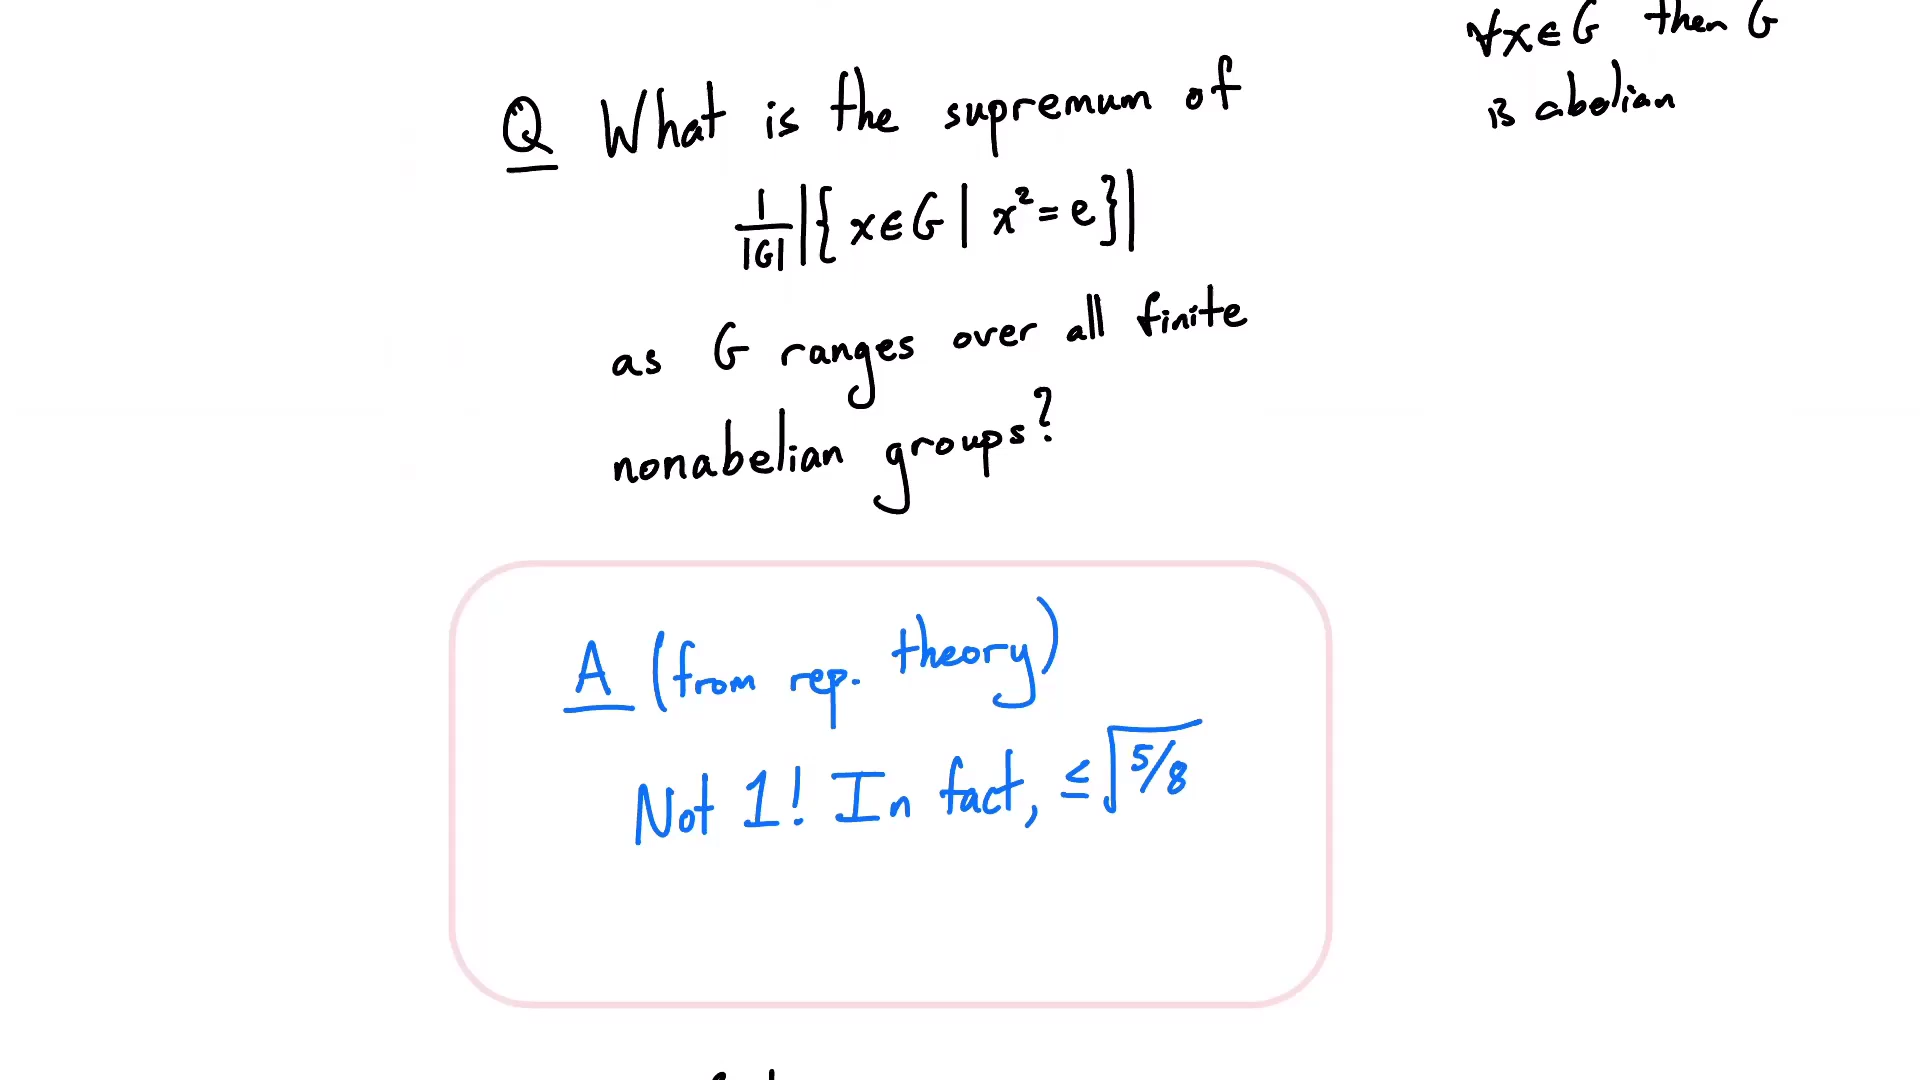 ∀x∈G then G
is abelian
Q What is the supremum of
1/|G| |{x∈G | x²=e}|
as G ranges over all finite
nonabelian groups?
A (from rep. theory)
Not 1! In fact, ≤ √5/8